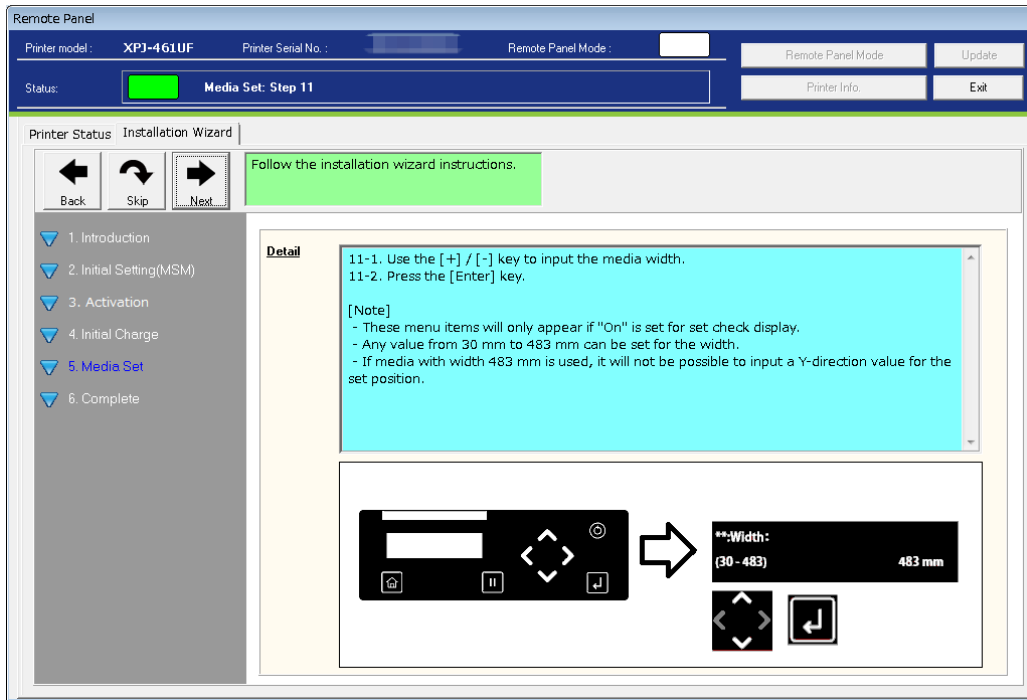 Remote Panel
Printer model :
XPJ-461UF
Printer Serial No. :
Remote Panel Mode :
Remote Panel Mode
Update
Status:
Media Set: Step 11
Printer Info.
Exit
Printer Status
Installation Wizard
Back
Skip
Next
Follow the installation wizard instructions.
1. Introduction
2. Initial Setting(MSM)
3. Activation
4. Initial Charge
5. Media Set
6. Complete
Detail
11-1. Use the [+] / [-] key to input the media width.
11-2. Press the [Enter] key.
[Note]
- These menu items will only appear if "On" is set for set check display.
- Any value from 30 mm to 483 mm can be set for the width.
- If media with width 483 mm is used, it will not be possible to input a Y-direction value for the
set position.
**:Width:
(30 - 483)
483 mm